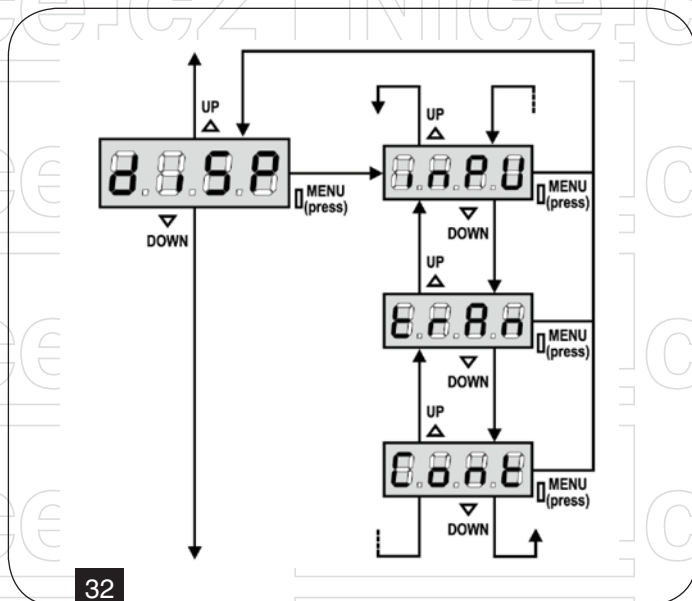 UP
diSP
MENU
(press)
DOWN
UP
inPU
MENU
(press)
DOWN
UP
trAn
MENU
(press)
DOWN
UP
Cont
MENU
(press)
DOWN
32